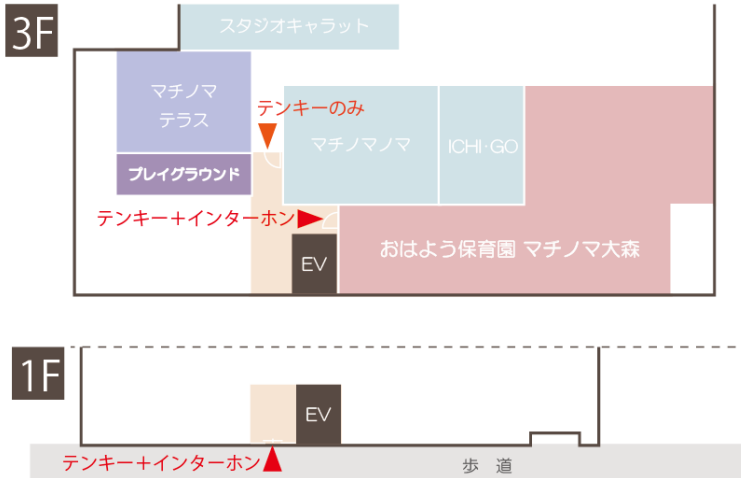 3F
スタジオキャラット
マチノマ
テラス
テンキーのみ
マチノマノマ
ICHI·GO
プレイグラウンド
テンキー＋インターホン
おはよう保育園 マチノマ大森
EV
1F
EV
テンキー＋インターホン
歩 道